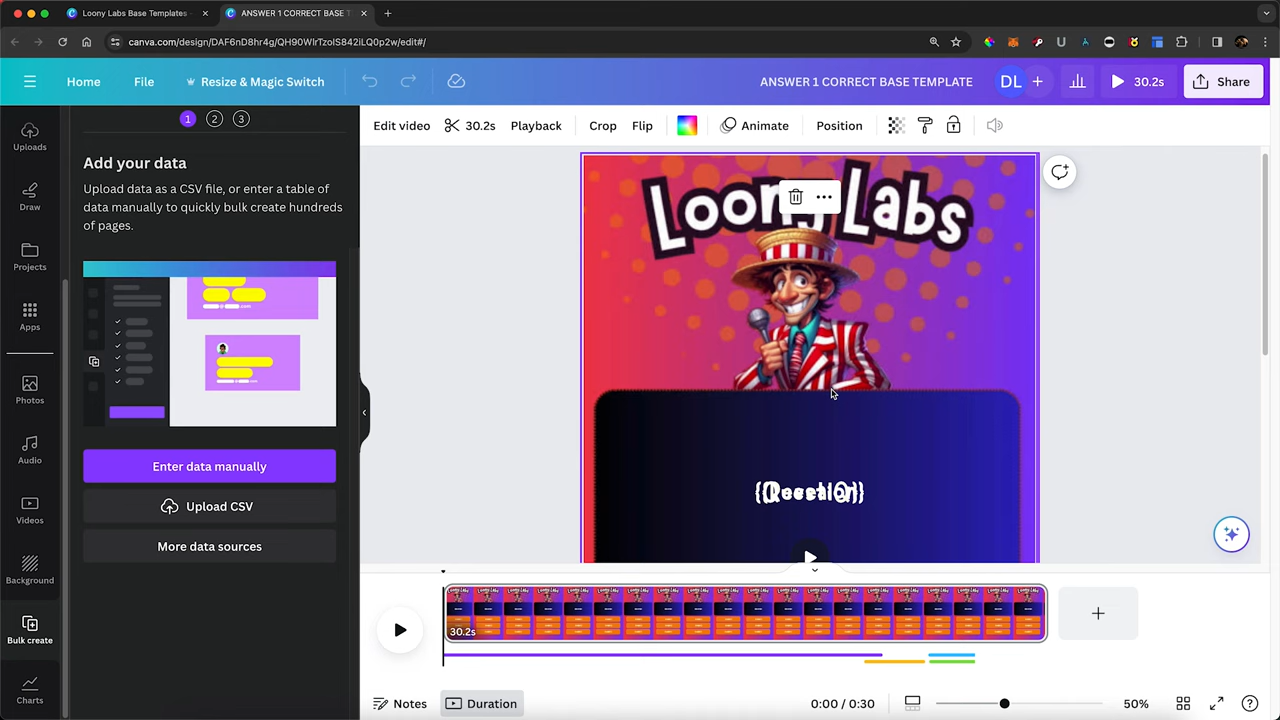 Loony Labs Base Templates -
ANSWER 1 CORRECT BASE T
canva.com/design/DAF6nD8hr4g/QH90WIrTzoIS842iLQ0p2w/edit#/
Home
File
Resize & Magic Switch
ANSWER 1 CORRECT BASE TEMPLATE
DL
30.2s
Share
1
2
3
Edit video
30.2s
Playback
Crop
Flip
Animate
Position
Uploads
Draw
Projects
Apps
Photos
Audio
Videos
Background
Bulk create
Charts
Add your data
Upload data as a CSV file, or enter a table of
data manually to quickly bulk create hundreds
of pages.
Enter data manually
Upload CSV
More data sources
Loony Labs
30.2s
Notes
Duration
0:00 / 0:30
50%